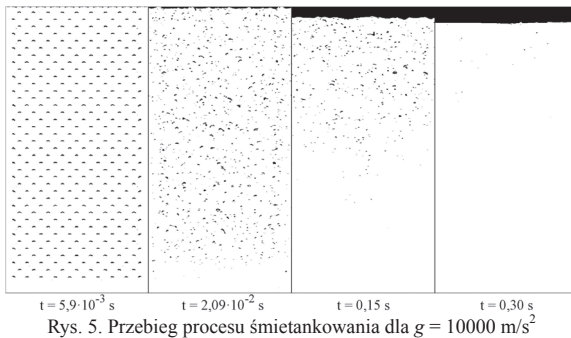 t = 5,9·10⁻³ s t = 2,09·10⁻² s t = 0,15 s t = 0,30 s
Rys. 5. Przebieg procesu śmietankowania dla g = 10000 m/s²